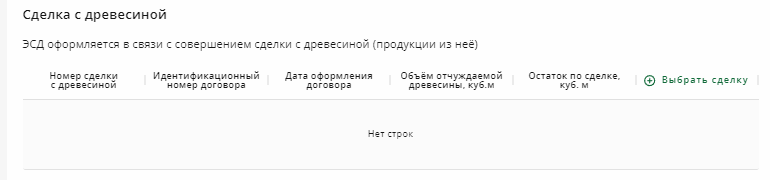 Сделка с древесиной
ЭСД оформляется в связи с совершением сделки с древесиной (продукции из неё)
Номер сделки
с древесиной
Идентификационный
номер договора
Дата оформления
договора
Объём отчуждаемой
древесины, куб.м
Остаток по сделке,
куб. м
Выбрать сделку
Нет строк